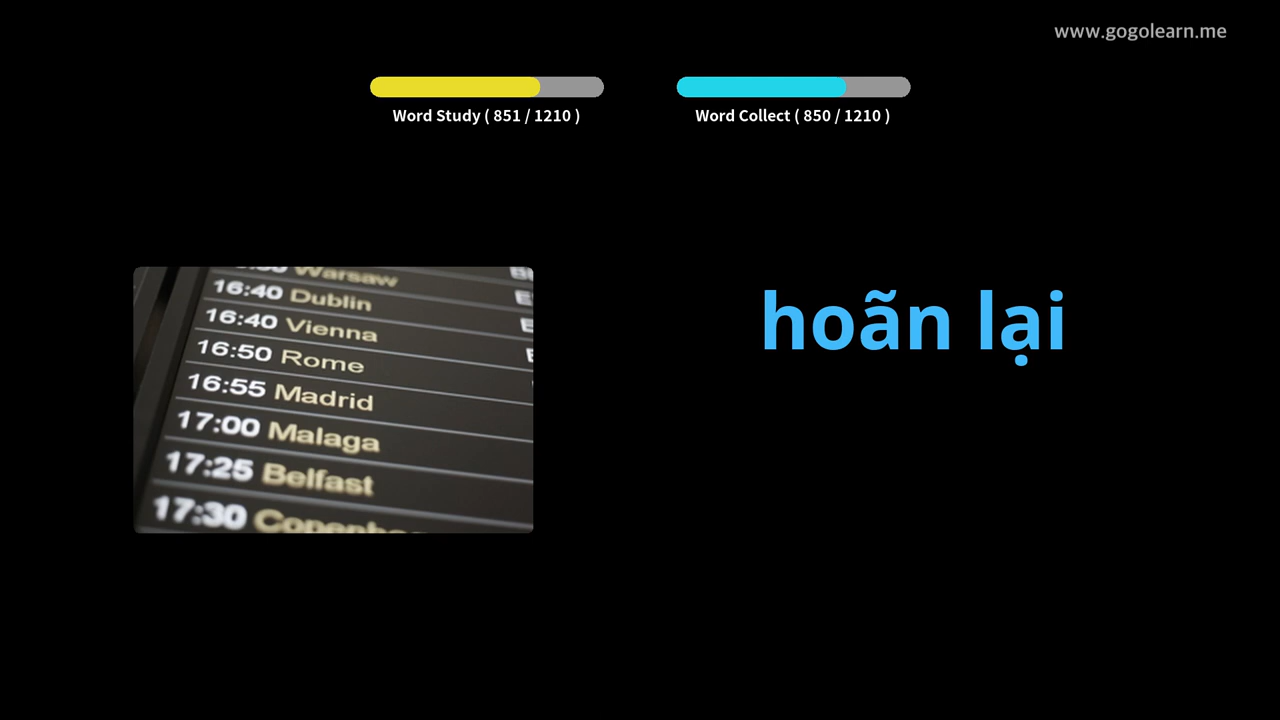 www.gogolearn.me
Word Study ( 851 / 1210 )
Word Collect ( 850 / 1210 )
hoãn lại
Warsaw
16:40 Dublin
16:40 Vienna
16:50 Rome
16:55 Madrid
17:00 Malaga
17:25 Belfast
17:30